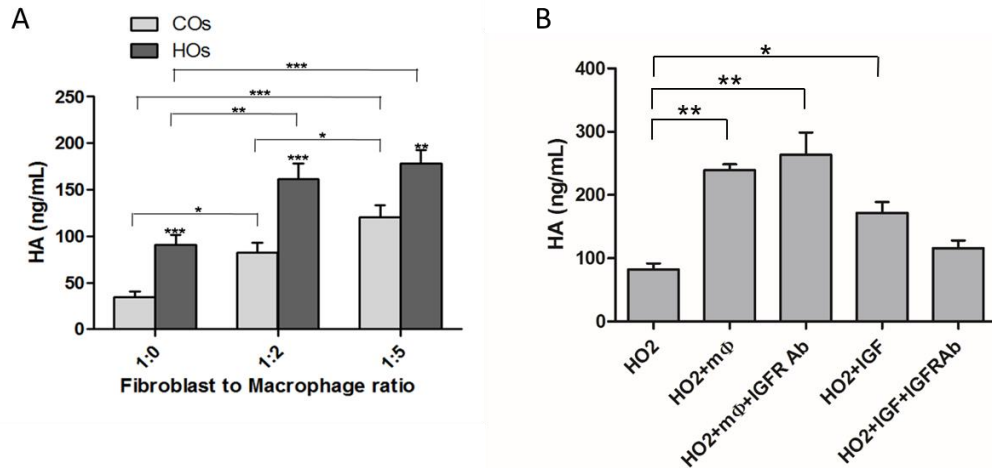 A
COs
HOs
***
***
**
*
*
***
***
**
250
200
150
100
50
0
HA (ng/mL)
1:0
1:2
1:5
Fibroblast to Macrophage ratio
B
*
**
**
400
300
200
100
0
HA (ng/mL)
HO2
HO2+mΦ
HO2+mΦ+IGFR Ab
HO2+IGF
HO2+IGF+IGFRAb